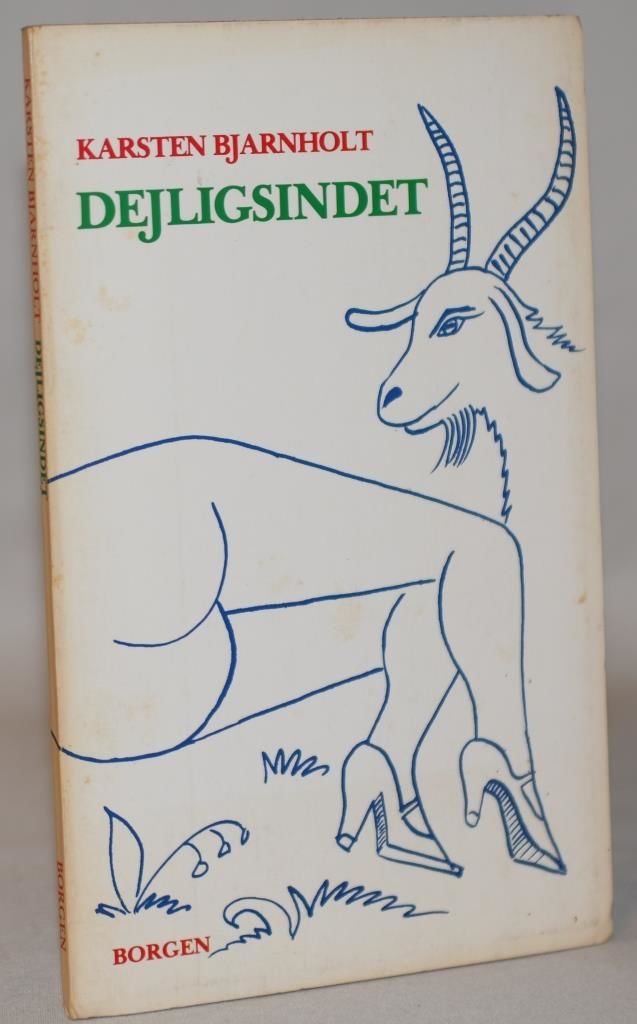 KARSTEN BJARNHOLT
DEJLIGSINDET
BORGEN
KARSTEN BJARNHOLT DEJLIGSINDET BORGEN